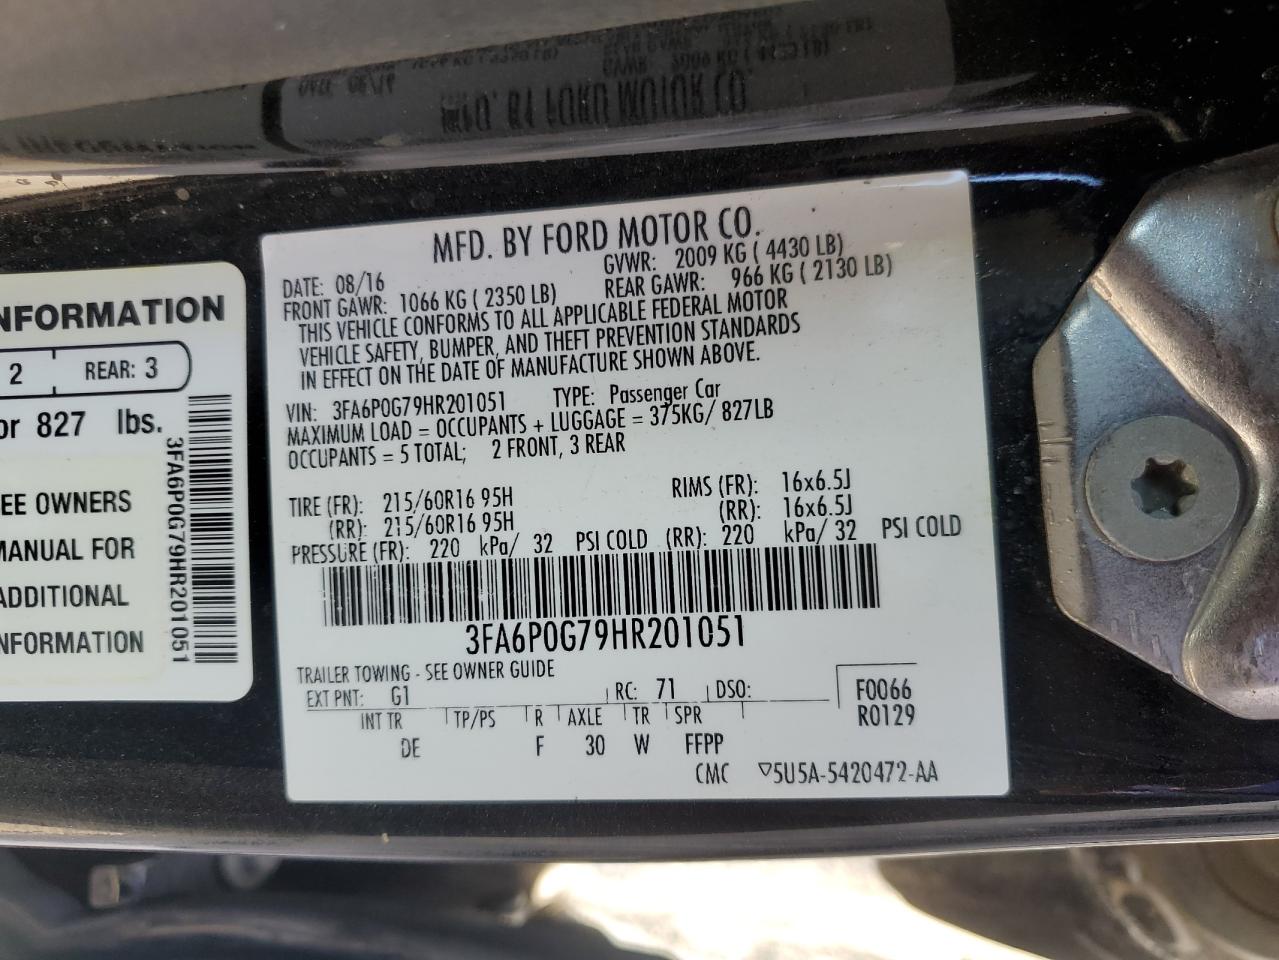 NFORMATION
2 REAR: 3
or 827 lbs.
EE OWNERS
MANUAL FOR
ADDITIONAL
NFORMATION
3FA6P0G79HR201051
MFD. BY FORD MOTOR CO.
DATE: 08/16 GVWR: 2009 KG ( 4430 LB)
FRONT GAWR: 1066 KG ( 2350 LB) REAR GAWR: 966 KG ( 2130 LB)
THIS VEHICLE CONFORMS TO ALL APPLICABLE FEDERAL MOTOR
VEHICLE SAFETY, BUMPER, AND THEFT PREVENTION STANDARDS
IN EFFECT ON THE DATE OF MANUFACTURE SHOWN ABOVE.
VIN: 3FA6P0G79HR201051 TYPE: Passenger Car
MAXIMUM LOAD = OCCUPANTS + LUGGAGE = 375KG/ 827LB
OCCUPANTS = 5 TOTAL; 2 FRONT, 3 REAR
TIRE (FR): 215/60R16 95H RIMS (FR): 16x6.5J
(RR): 215/60R16 95H (RR): 16x6.5J
PRESSURE (FR): 220 kPa/ 32 PSI COLD (RR): 220 kPa/ 32 PSI COLD
3FA6P0G79HR201051
TRAILER TOWING - SEE OWNER GUIDE
EXT PNT: G1 RC: 71 DSO: F0066
INT TR TP/PS R AXLE TR SPR R0129
DE F 30 W FFPP
CMC ▽5U5A-5420472-AA